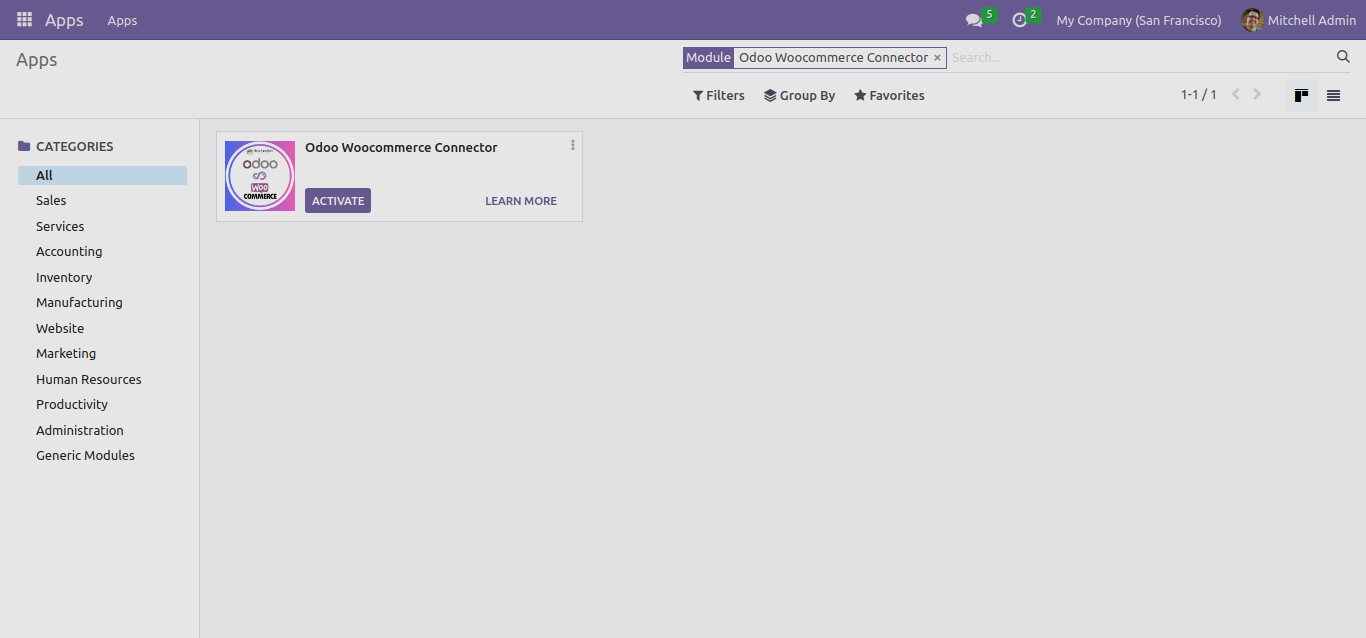 Apps Apps 5 2 My Company (San Francisco) Mitchell Admin
Apps
Module Odoo Woocommerce Connector × Search...
Filters Group By Favorites 1-1 / 1
CATEGORIES
All
Sales
Services
Accounting
Inventory
Manufacturing
Website
Marketing
Human Resources
Productivity
Administration
Generic Modules
odoo
WOO
COMMERCE
Odoo Woocommerce Connector
ACTIVATE LEARN MORE